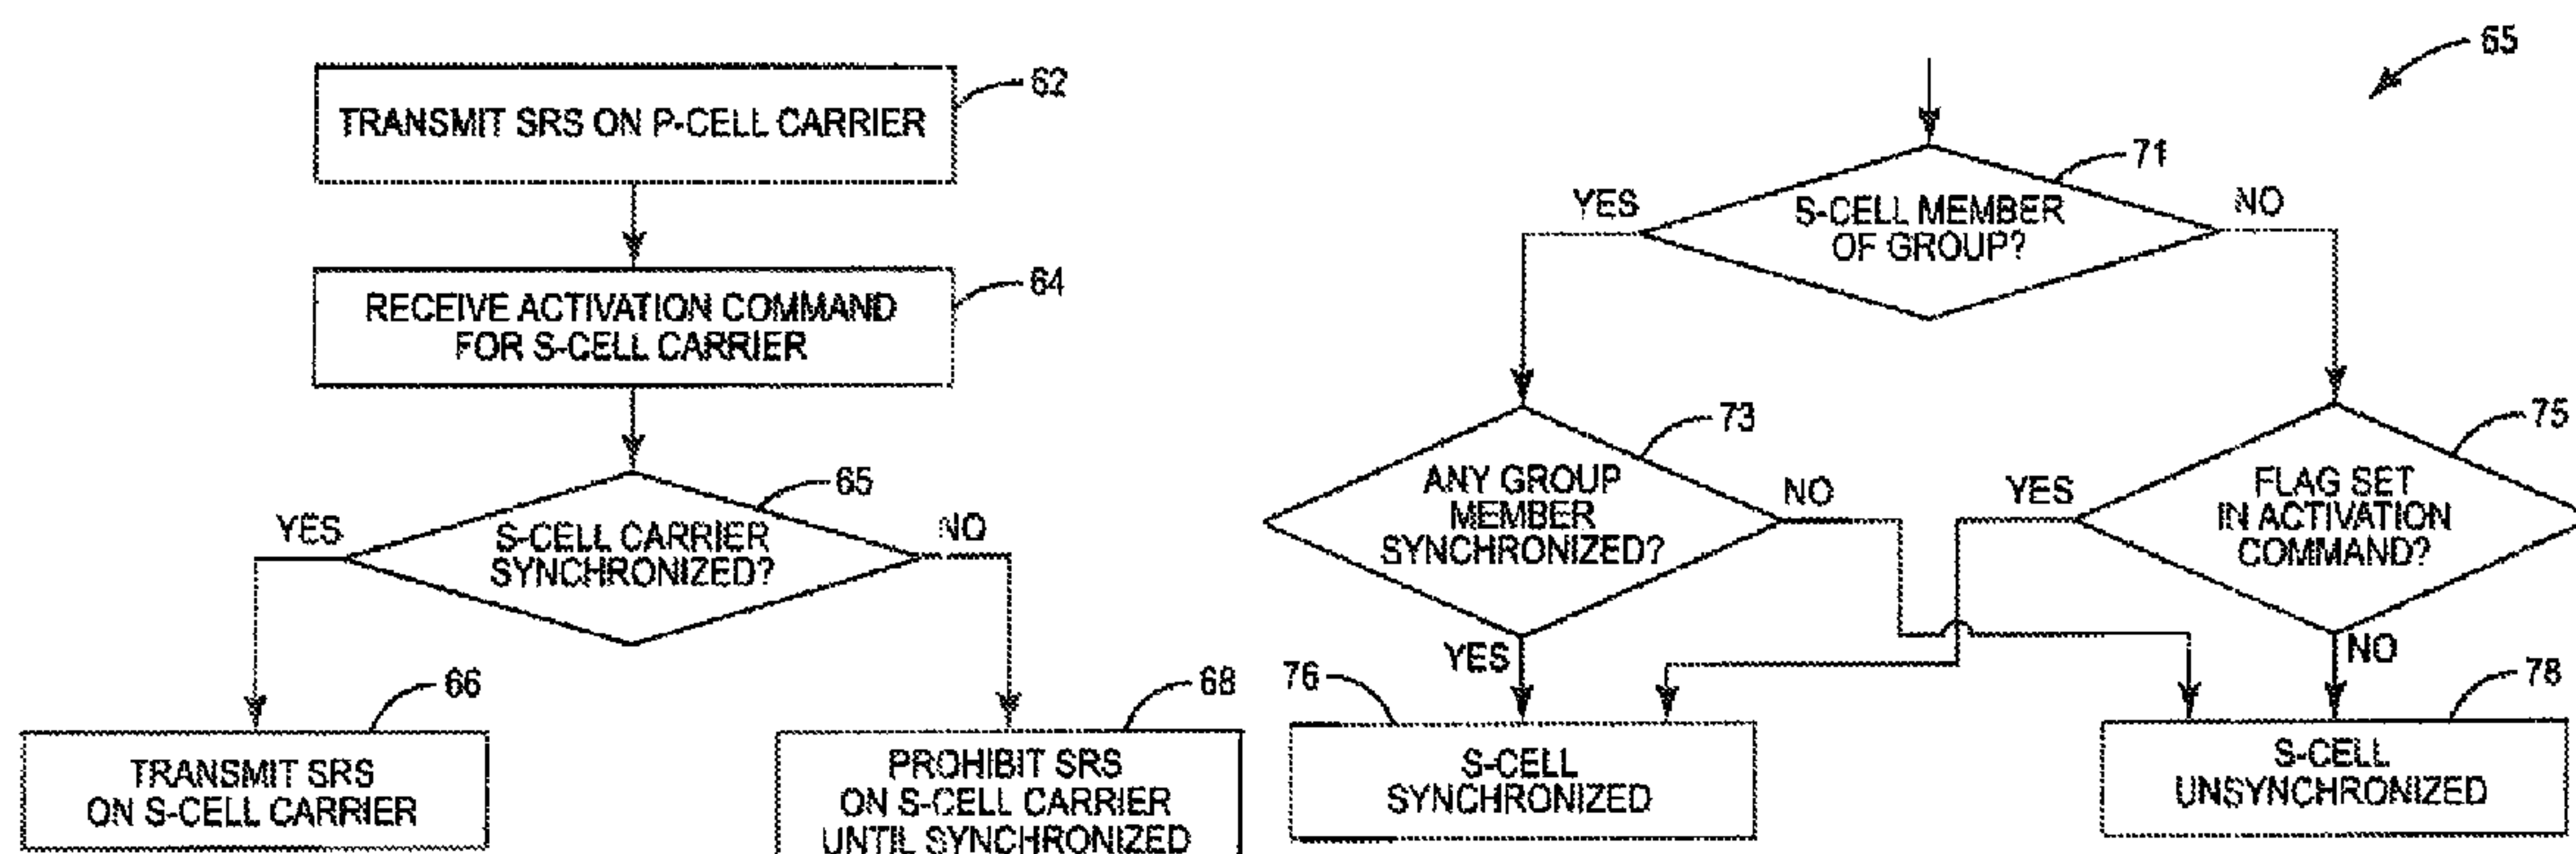 62
TRANSMIT SRS ON P-CELL CARRIER
64
RECEIVE ACTIVATION COMMAND
FOR S-CELL CARRIER
65
YES
NO
S-CELL CARRIER
SYNCHRONIZED?
66
68
TRANSMIT SRS
ON S-CELL CARRIER
PROHIBIT SRS
ON S-CELL CARRIER
UNTIL SYNCHRONIZED
65
71
YES
NO
S-CELL MEMBER
OF GROUP?
73
75
ANY GROUP
MEMBER
SYNCHRONIZED?
NO
YES
FLAG SET
IN ACTIVATION
COMMAND?
YES
NO
76
78
S-CELL
SYNCHRONIZED
S-CELL
UNSYNCHRONIZED